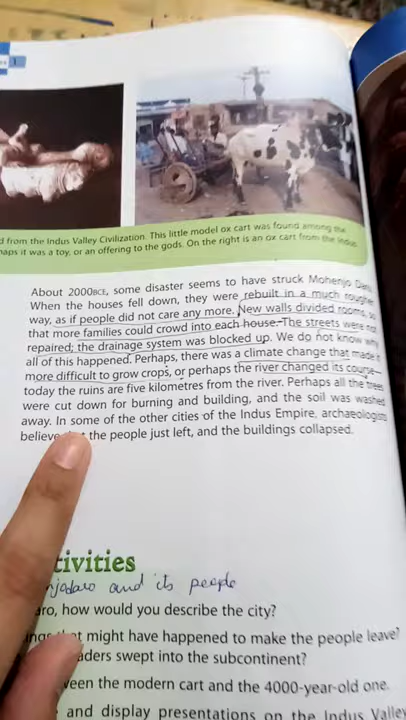 1
d from the Indus Valley Civilization. This little model ox cart was found among the
haps it was a toy, or an offering to the gods. On the right is an ox cart from the Indus
About 2000BCE, some disaster seems to have struck Mohenjo Daro.
When the houses fell down, they were rebuilt in a much rougher
way, as if people did not care any more. New walls divided rooms, so
that more families could crowd into each house. The streets were not
repaired; the drainage system was blocked up. We do not know why
all of this happened. Perhaps, there was a climate change that made it
more difficult to grow crops, or perhaps the river changed its course—
today the ruins are five kilometres from the river. Perhaps all the trees
were cut down for burning and building, and the soil was washed
away. In some of the other cities of the Indus Empire, archaeologists
believe the people just left, and the buildings collapsed.
tivities
njodaro and its people
aro, how would you describe the city?
ings that might have happened to make the people leave?
aders swept into the subcontinent?
ween the modern cart and the 4000-year-old one.
and display presentations on the Indus Valley